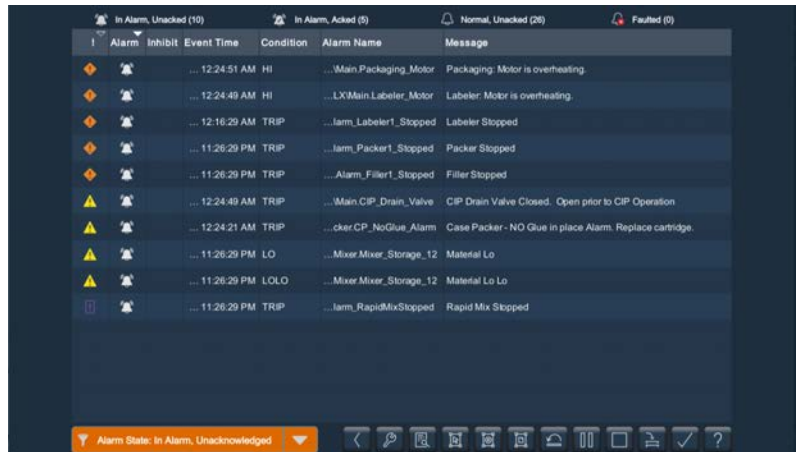 In Alarm, Unacked (10) In Alarm, Acked (5) Normal, Unacked (26) Faulted (0)
! Alarm Inhibit Event Time Condition Alarm Name Message
... 12:24:51 AM HI ...\Main.Packaging_Motor Packaging: Motor is overheating.
... 12:24:49 AM HI ...LX\Main.Labeler_Motor Labeler: Motor is overheating.
... 12:16:29 AM TRIP ...larm_Labeler1_Stopped Labeler Stopped
... 11:26:29 PM TRIP ...larm_Packer1_Stopped Packer Stopped
... 11:26:29 PM TRIP ....Alarm_Filler1_Stopped Filler Stopped
... 12:24:49 AM TRIP ...\Main.CIP_Drain_Valve CIP Drain Valve Closed. Open prior to CIP Operation
... 12:24:21 AM TRIP ...cker.CP_NoGlue_Alarm Case Packer - NO Glue in place Alarm. Replace cartridge.
... 11:26:29 PM LO ...Mixer.Mixer_Storage_12 Material Lo
... 11:26:29 PM LOLO ...Mixer.Mixer_Storage_12 Material Lo Lo
... 11:26:29 PM TRIP ...larm_RapidMixStopped Rapid Mix Stopped
Alarm State: In Alarm, Unacknowledged ?